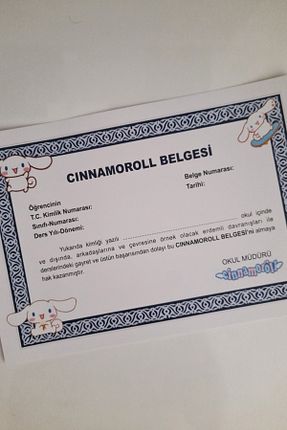 CINNAMOROLL BELGESİ
Belge Numarası:
Tarihi:
Öğrencinin
T.C. Kimlik Numarası:
Sınıfı-Numarası:
Ders Yılı-Dönemi:
Yukarıda kimliği yazılı ................................................ okul içinde
ve dışında, arkadaşlarına ve çevresine örnek olacak erdemli davranışları ile
derslerindeki gayret ve üstün başarısından dolayı bu CINNAMOROLL BELGESİ'ni almaya
hak kazanmıştır.
OKUL MÜDÜRÜ
cinnamoroll